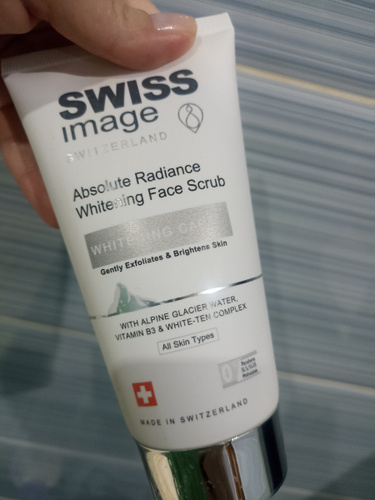 SWISS
image
SWITZERLAND
Absolute Radiance
Whitening Face Scrub
WHITENING CARE
Gently Exfoliates & Brightens Skin
WITH ALPINE GLACIER WATER,
VITAMIN B3 & WHITE-TEN COMPLEX
All Skin Types
0
MADE IN SWITZERLAND